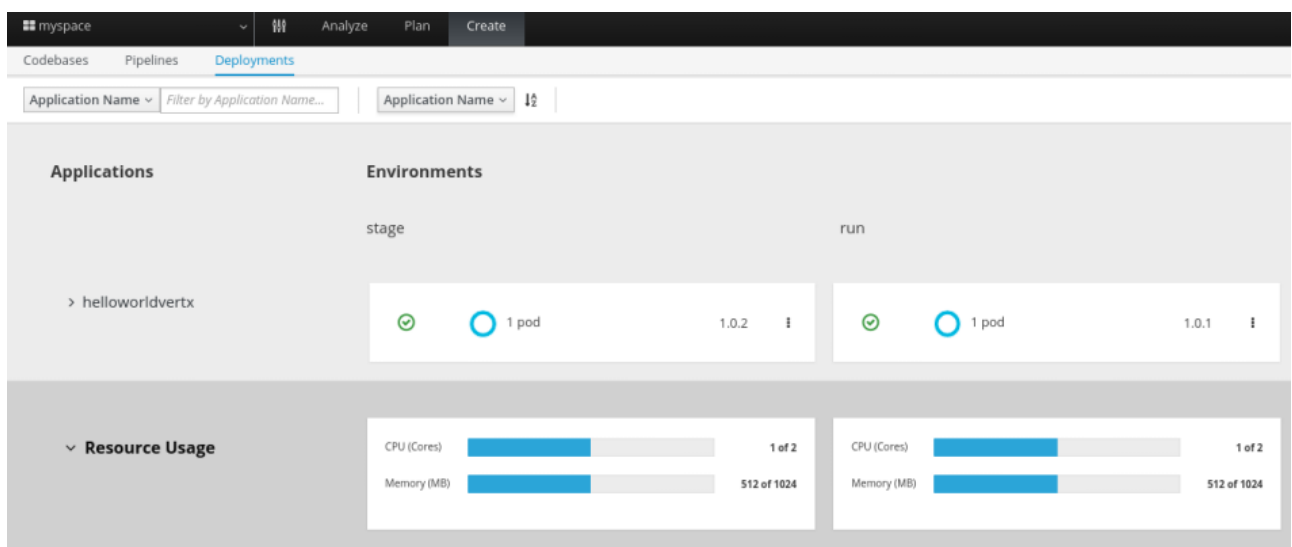 myspace Analyze Plan Create
Codebases Pipelines Deployments
Application Name Filter by Application Name... Application Name
Applications Environments
stage run
helloworldvertx 1 pod 1.0.2 1 pod 1.0.1
Resource Usage
CPU (Cores) 1 of 2 CPU (Cores) 1 of 2
Memory (MB) 512 of 1024 Memory (MB) 512 of 1024